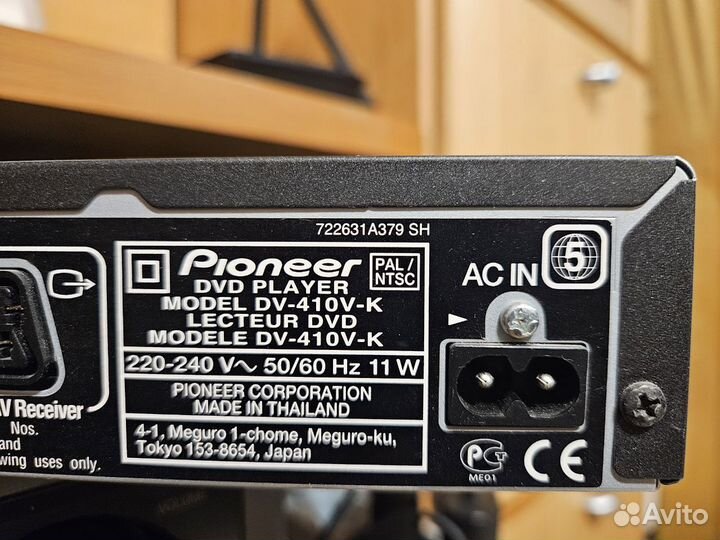 722631A379 SH
Pioneer
PAL/
NTSC
DVD PLAYER
MODEL DV-410V-K
LECTEUR DVD
MODELE DV-410V-K
220-240 V~ 50/60 Hz 11 W
PIONEER CORPORATION
MADE IN THAILAND
4-1, Meguro 1-chome, Meguro-ku,
Tokyo 153-8654, Japan
AC IN
5
AV Receiver
Nos.
and
wing uses only.
PCT
ME01
CE
VOLUME
Avito